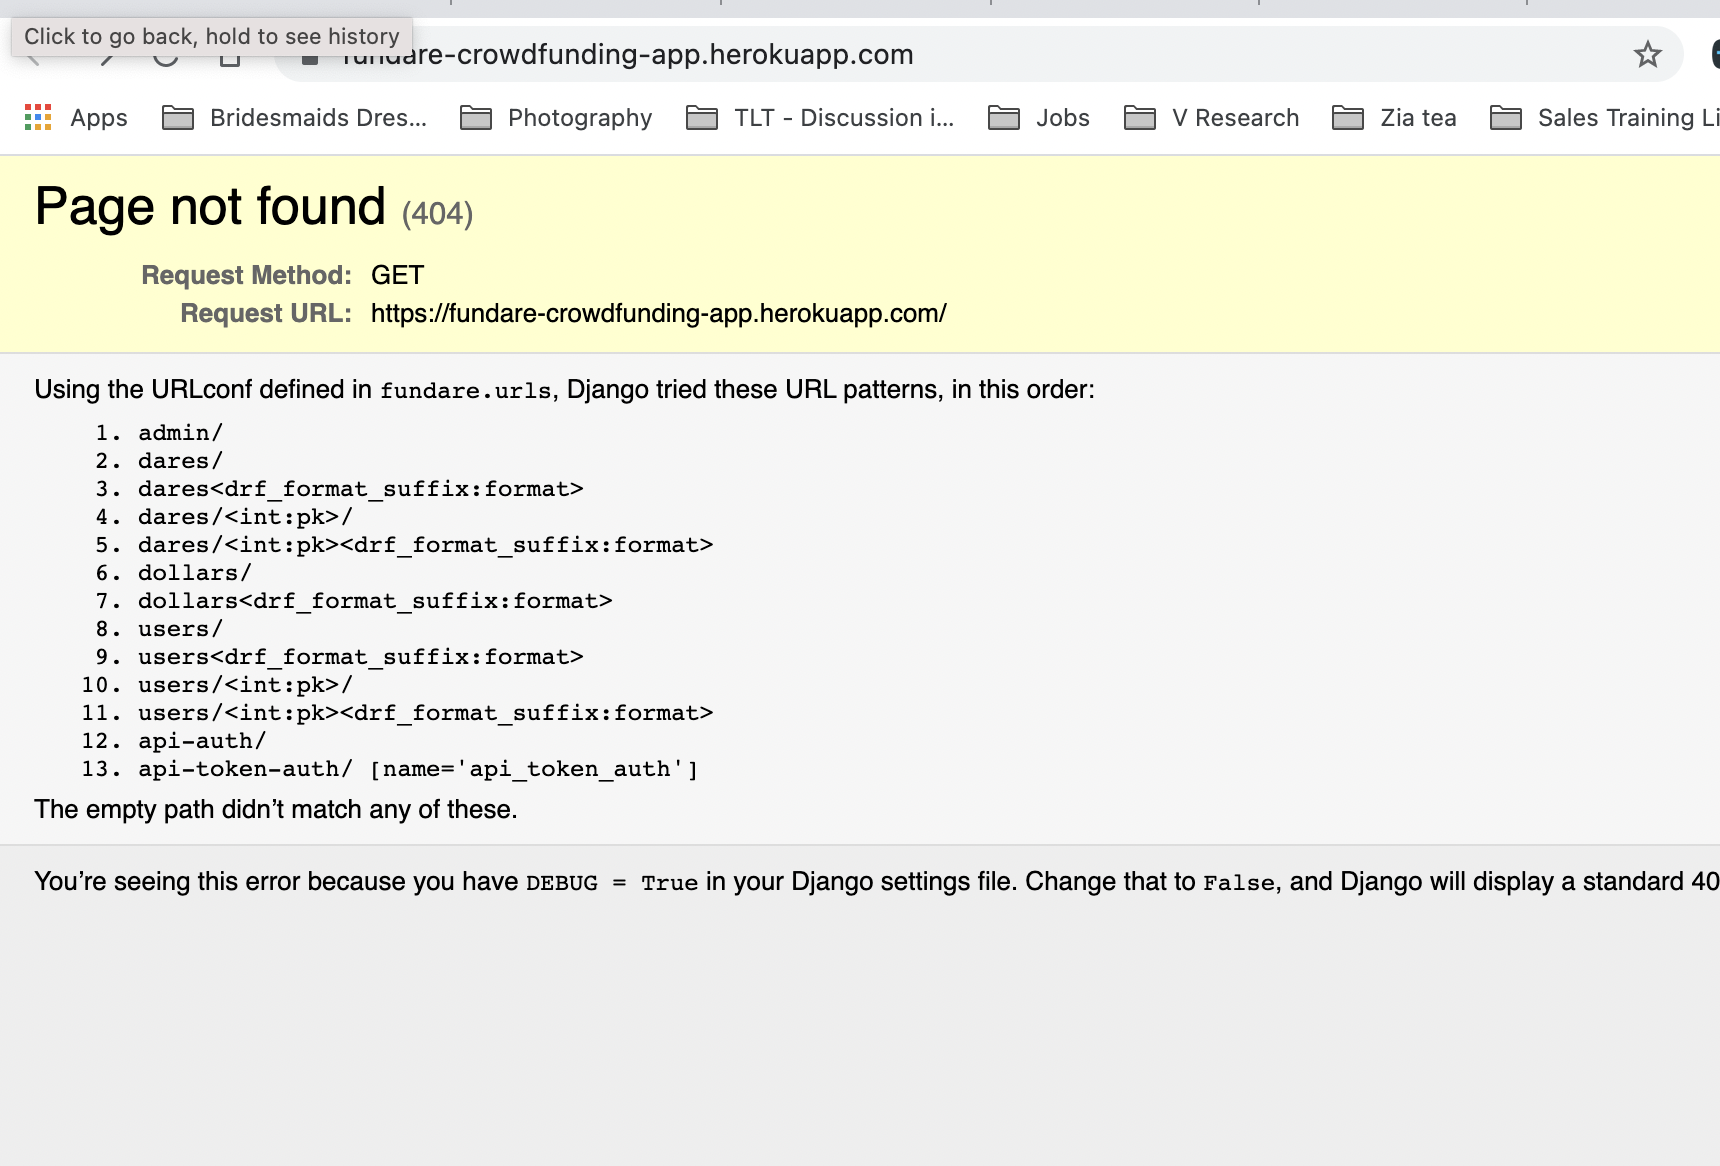 Click to go back, hold to see history
fundare-crowdfunding-app.herokuapp.com
Apps Bridesmaids Dres... Photography TLT - Discussion i... Jobs V Research Zia tea Sales Training Li
Page not found (404)
Request Method: GET
Request URL: https://fundare-crowdfunding-app.herokuapp.com/
Using the URLconf defined in fundare.urls, Django tried these URL patterns, in this order:
1. admin/
2. dares/
3. dares<drf_format_suffix:format>
4. dares/<int:pk>/
5. dares/<int:pk><drf_format_suffix:format>
6. dollars/
7. dollars<drf_format_suffix:format>
8. users/
9. users<drf_format_suffix:format>
10. users/<int:pk>/
11. users/<int:pk><drf_format_suffix:format>
12. api-auth/
13. api-token-auth/ [name='api_token_auth']
The empty path didn’t match any of these.
You’re seeing this error because you have DEBUG = True in your Django settings file. Change that to False, and Django will display a standard 40